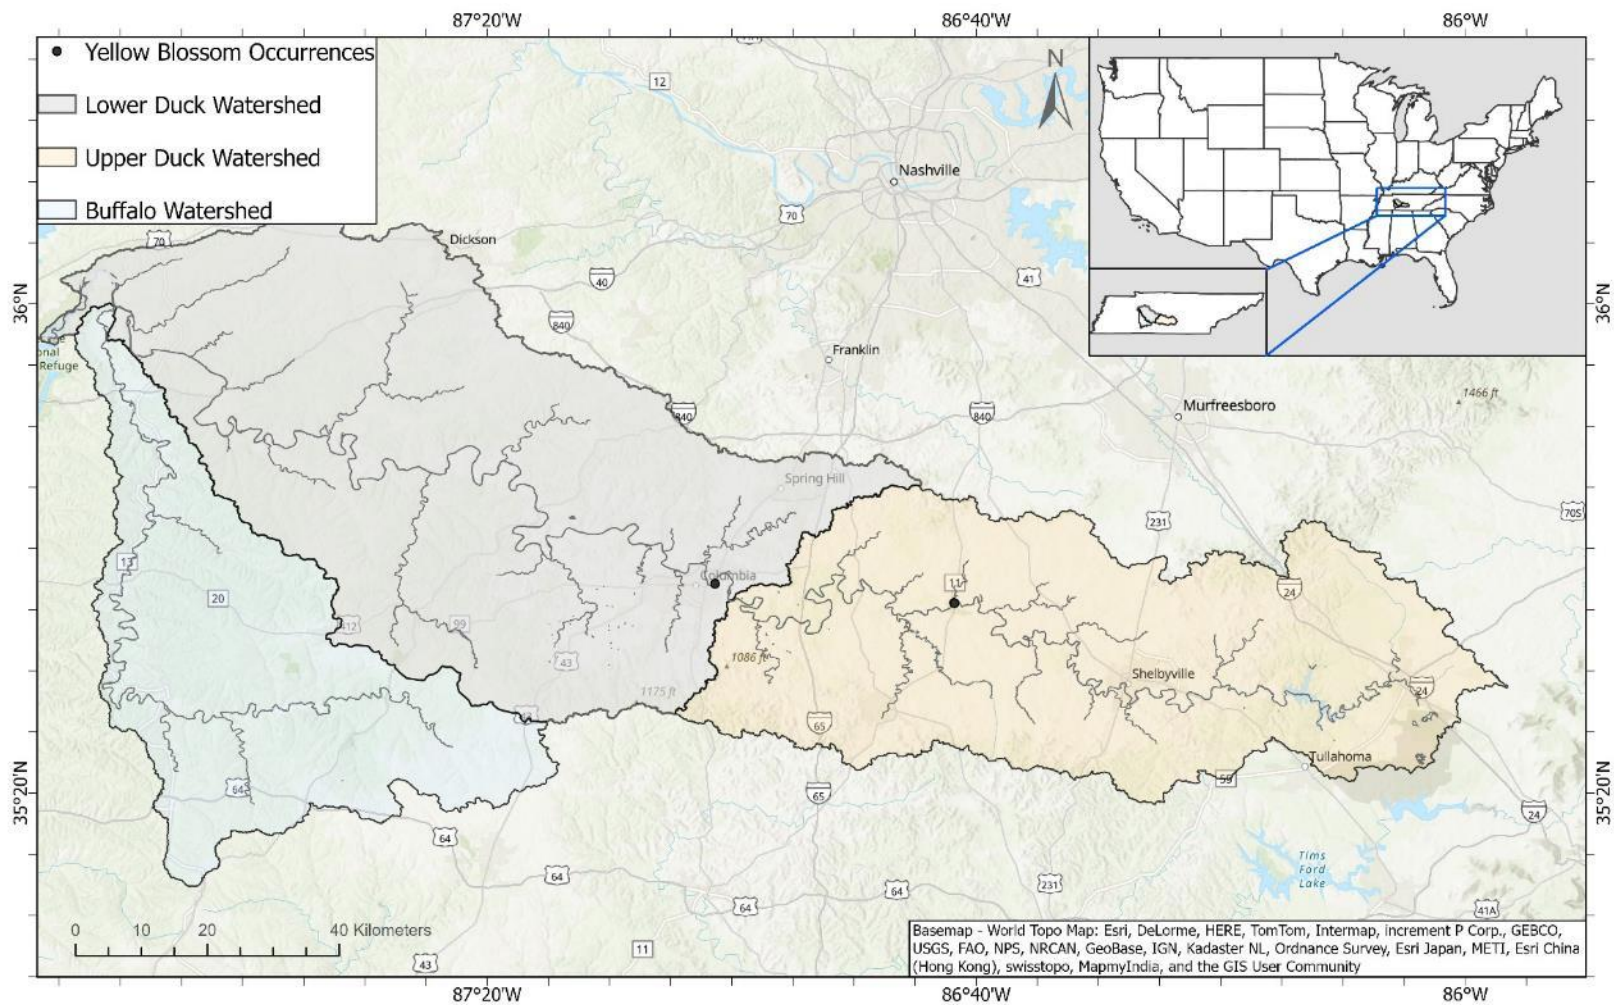 87°20'W
86°40'W
86°W
Yellow Blossom Occurrences
Lower Duck Watershed
Upper Duck Watershed
Buffalo Watershed
N
12
Nashville
70
70
Dickson
40
41
840
36°N
36°N
onal
Refuge
Franklin
840
840
Murfreesboro
1466 ft
Spring Hill
231
70S
13
Columbia
11
24
20
412
99
43
1086 ft
1175 ft
Shelbyville
24
65
Tullahoma
64
65
55
35°20'N
35°20'N
24
64
64
64
64
231
Tims
Ford
Lake
41A
0 10 20 40 Kilometers
43
11
Basemap - World Topo Map: Esri, DeLorme, HERE, TomTom, Intermap, increment P Corp., GEBCO,
USGS, FAO, NPS, NRCAN, GeoBase, IGN, Kadaster NL, Ordnance Survey, Esri Japan, METI, Esri China
(Hong Kong), swisstopo, MapmyIndia, and the GIS User Community
87°20'W
86°40'W
86°W